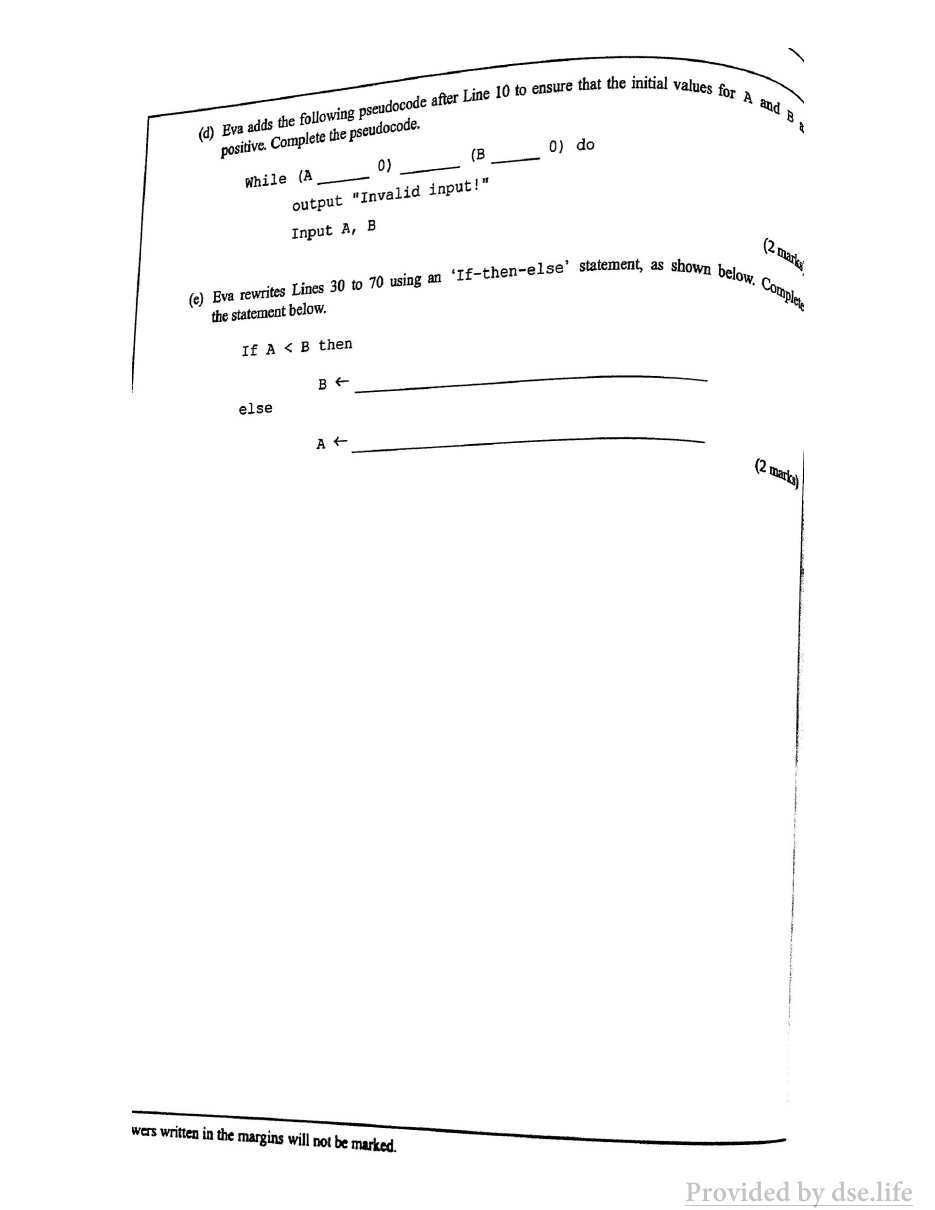 (d) Eva adds the following pseudocode after Line 10 to ensure that the initial values for A and B a
positive. Complete the pseudocode.
While (A ______ 0) ______ (B ______ 0) do
output "Invalid input!"
Input A, B
(2 marks)
(e) Eva rewrites Lines 30 to 70 using an 'If-then-else' statement, as shown below. Complete
the statement below.
If A < B then
B ← ______
else
A ← ______
(2 marks)
wers written in the margins will not be marked.
Provided by dse.life